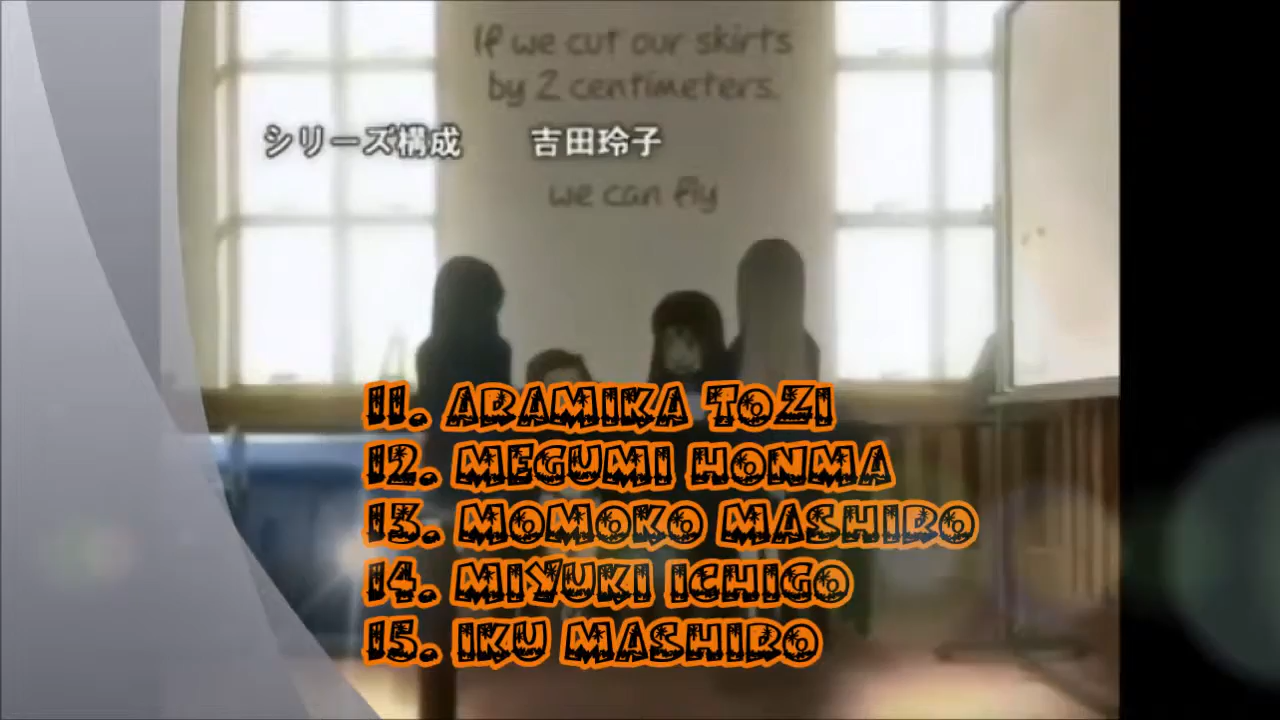 If we cut our skirts
by 2 centimeters.
シリーズ構成 吉田玲子
we can fly
11. ARAMIKA TOZI
12. MEGUMI HONMA
13. MOMOKO MASHIRO
14. MIYUKI ICHIGO
15. IKU MASHIRO